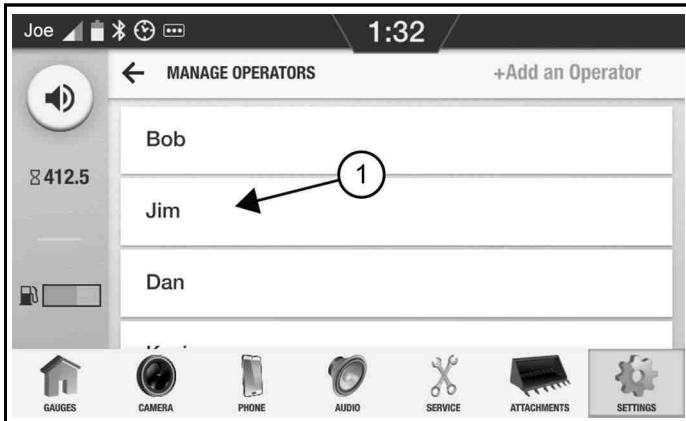 Joe 1:32
MANAGE OPERATORS +Add an Operator
Bob
1
412.5
Jim
Dan
GAUGES CAMERA PHONE AUDIO SERVICE ATTACHMENTS SETTINGS